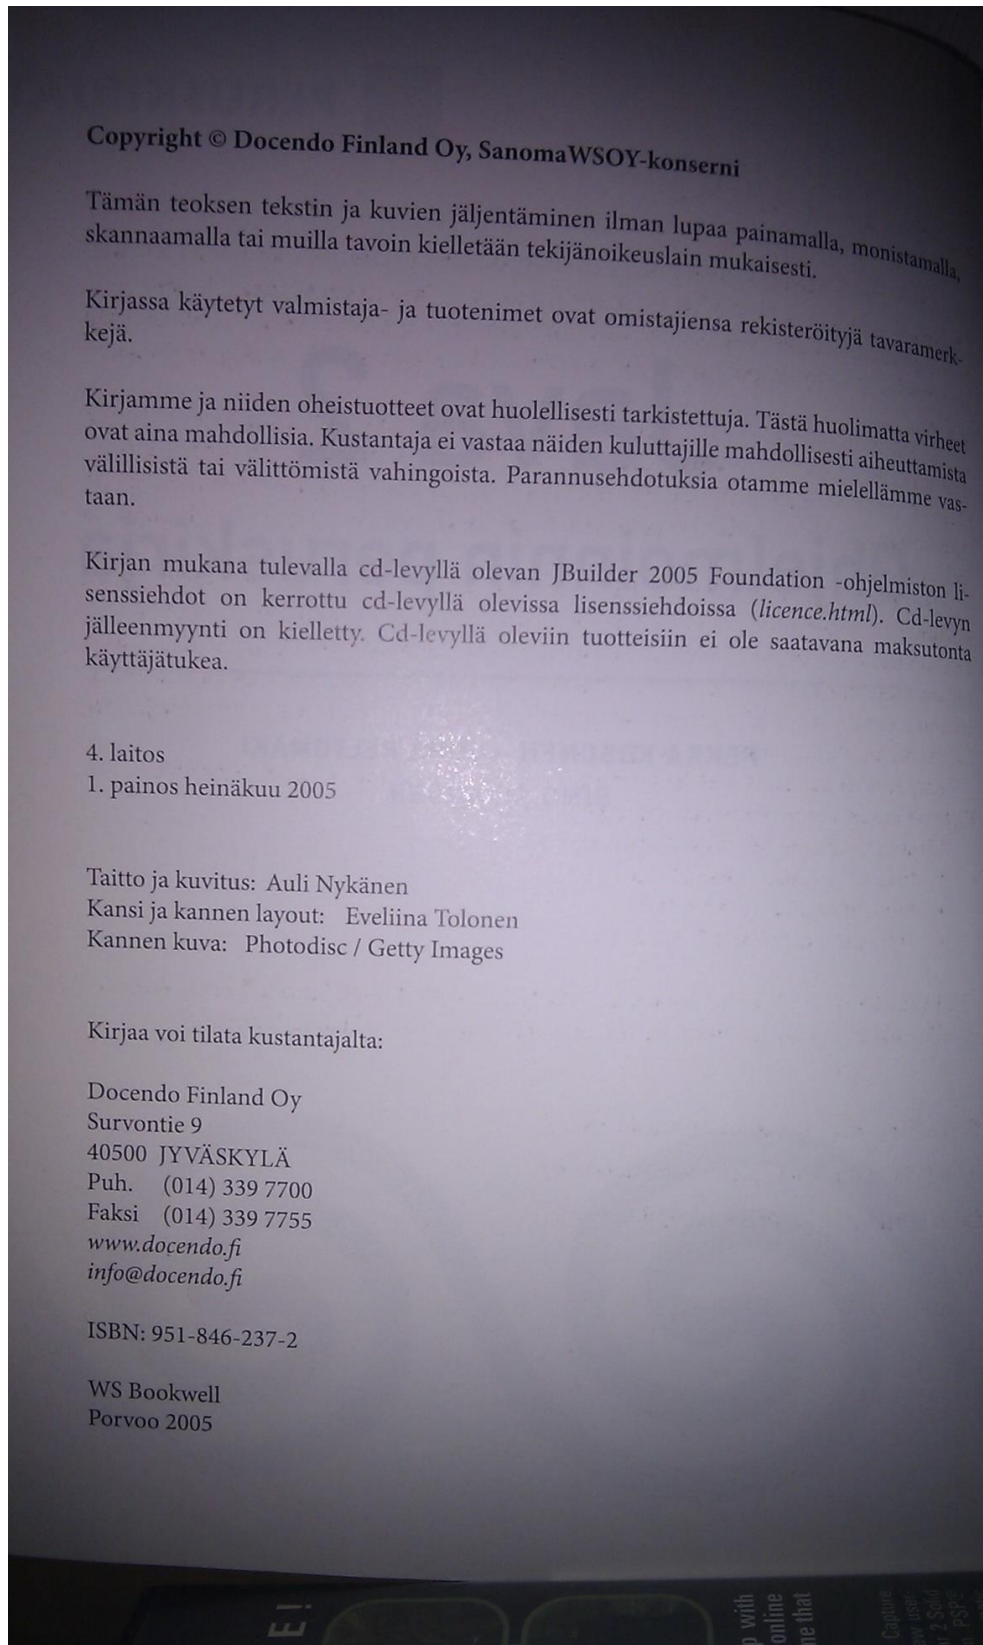 Copyright © Docendo Finland Oy, SanomaWSOY-konserni
Tämän teoksen tekstin ja kuvien jäljentäminen ilman lupaa painamalla, monistamalla,
skannaamalla tai muilla tavoin kielletään tekijänoikeuslain mukaisesti.
Kirjassa käytetyt valmistaja- ja tuotenimet ovat omistajiensa rekisteröityjä tavaramerk-
kejä.
Kirjamme ja niiden oheistuotteet ovat huolellisesti tarkistettuja. Tästä huolimatta virheet
ovat aina mahdollisia. Kustantaja ei vastaa näiden kuluttajille mahdollisesti aiheuttamista
välillisistä tai välittömistä vahingoista. Parannusehdotuksia otamme mielellämme vas-
taan.
Kirjan mukana tulevalla cd-levyllä olevan JBuilder 2005 Foundation -ohjelmiston li-
senssiehdot on kerrottu cd-levyllä olevissa lisenssiehdoissa (licence.html). Cd-levyn
jälleenmyynti on kielletty. Cd-levyllä oleviin tuotteisiin ei ole saatavana maksutonta
käyttäjätukea.
4. laitos
1. painos heinäkuu 2005
Taitto ja kuvitus: Auli Nykänen
Kansi ja kannen layout: Eveliina Tolonen
Kannen kuva: Photodisc / Getty Images
Kirjaa voi tilata kustantajalta:
Docendo Finland Oy
Survontie 9
40500 JYVÄSKYLÄ
Puh. (014) 339 7700
Faksi (014) 339 7755
www.docendo.fi
info@docendo.fi
ISBN: 951-846-237-2
WS Bookwell
Porvoo 2005
E!
with
online
that
Capture
2 Solid
PSP